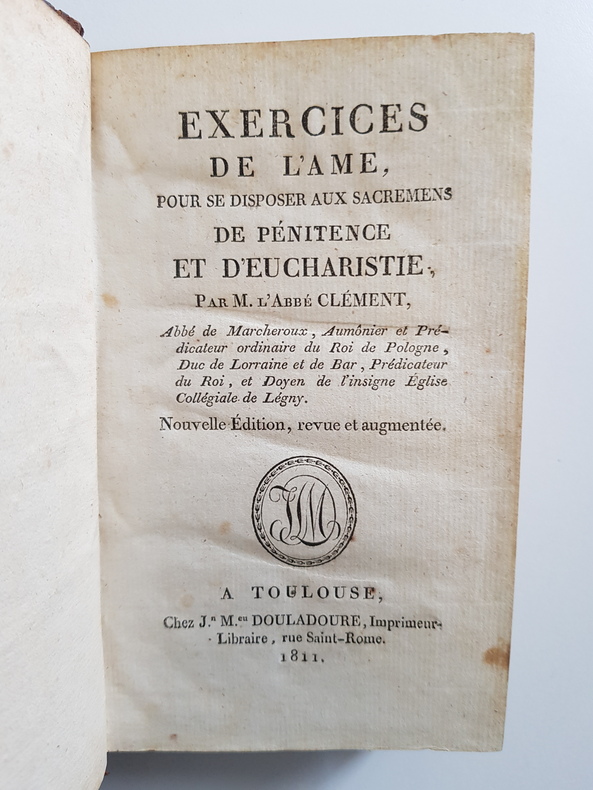 EXERCICES
DE L'AME,
POUR SE DISPOSER AUX SACREMENS
DE PÉNITENCE
ET D'EUCHARISTIE,
PAR M. L'ABBÉ CLÉMENT,
Abbé de Marcheroux, Aumônier et Pré-
dicateur ordinaire du Roi de Pologne,
Duc de Lorraine et de Bar, Prédicateur
du Roi, et Doyen de l'insigne Église
Collégiale de Légny.
Nouvelle Édition, revue et augmentée.
JMD
A TOULOUSE,
Chez J.n M.eu DOULADOURE, Imprimeur-
Libraire, rue Saint-Rome.
1811.